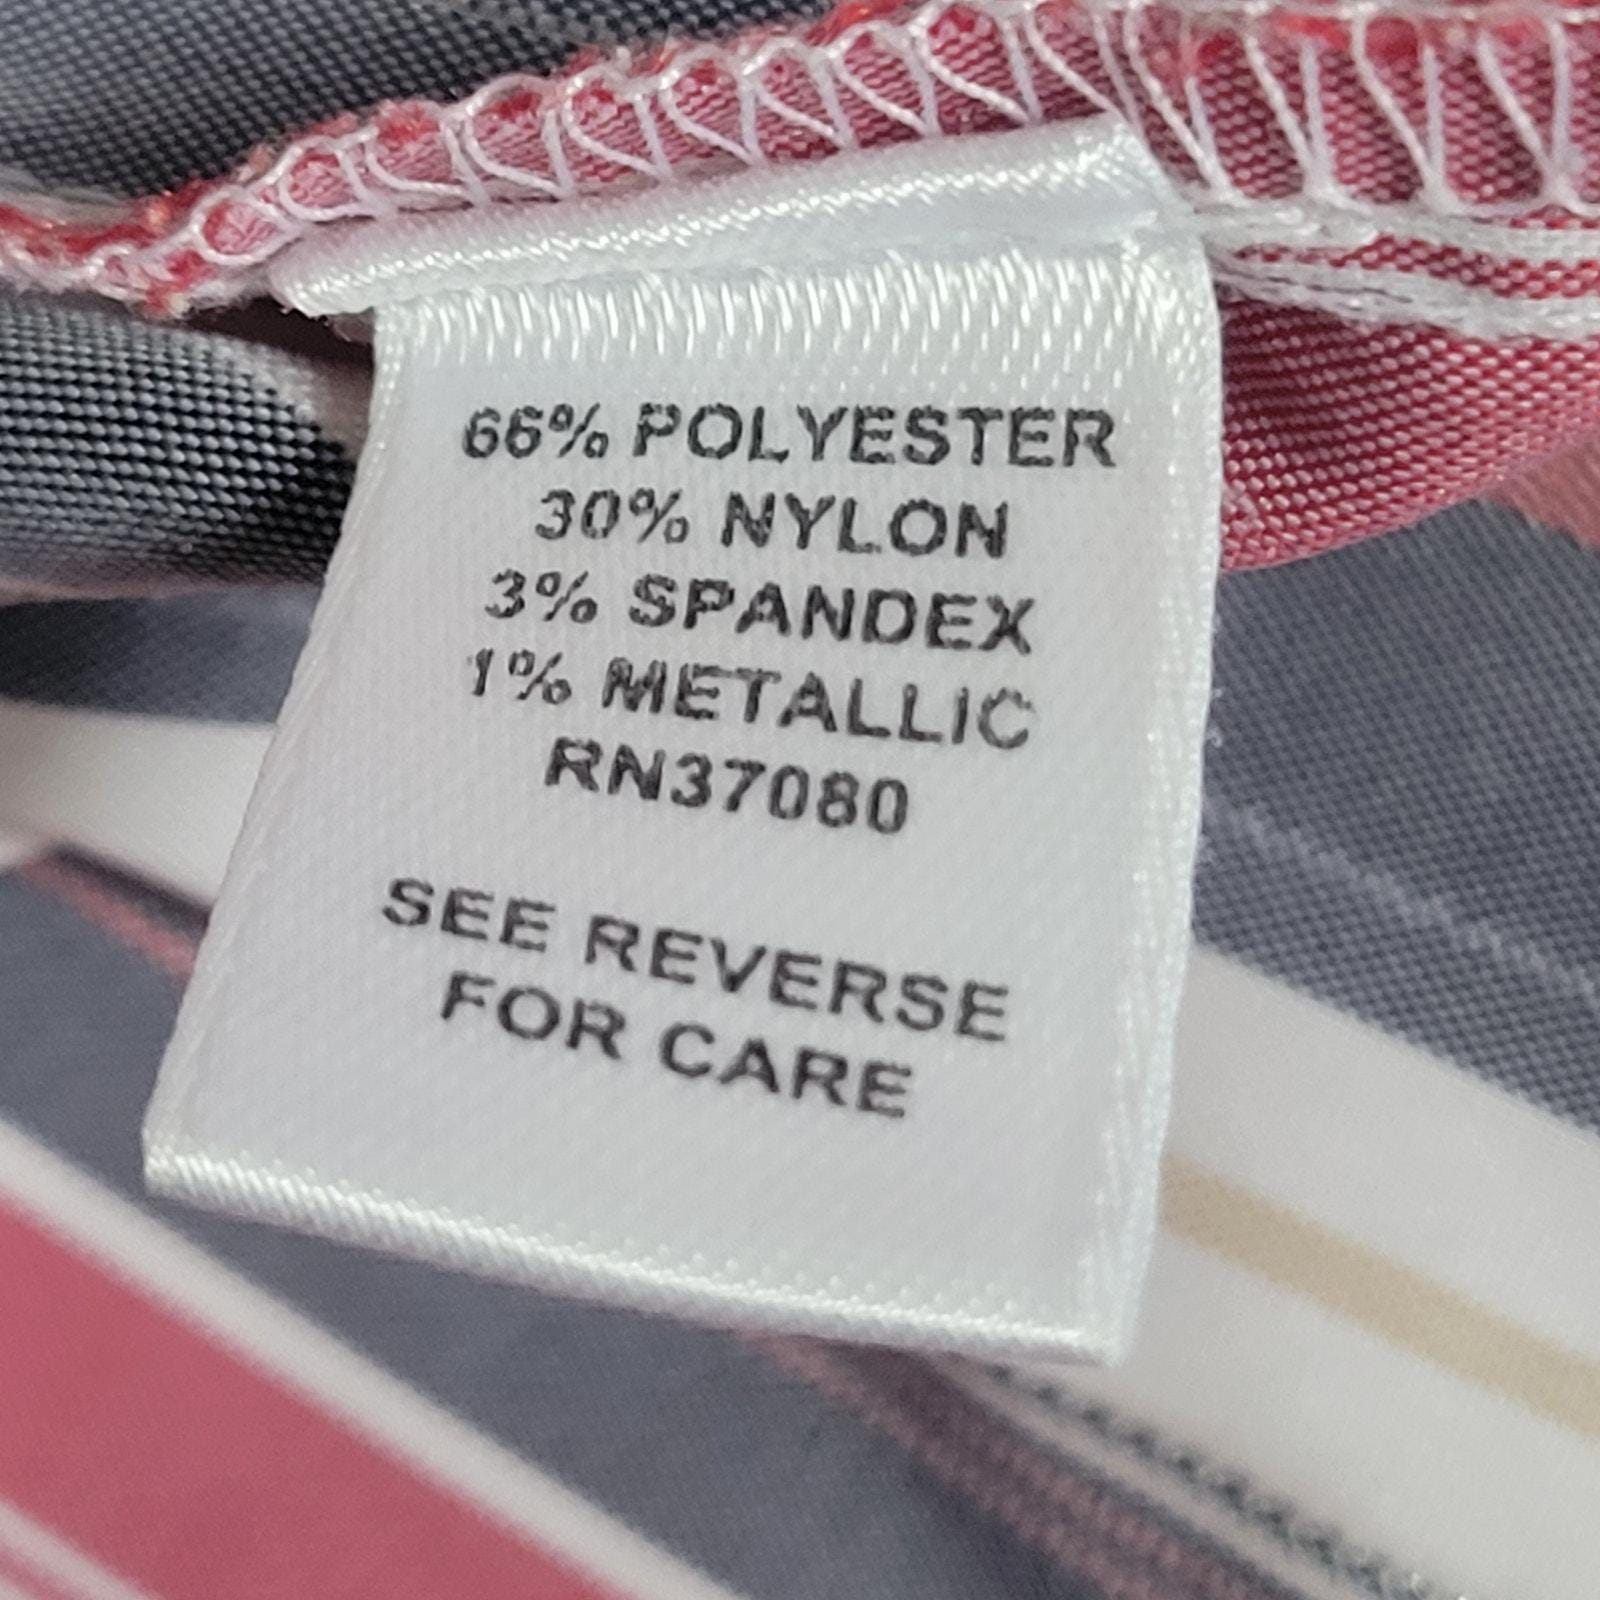 66% POLYESTER
30% NYLON
3% SPANDEX
1% METALLIC
RN37080
SEE REVERSE
FOR CARE